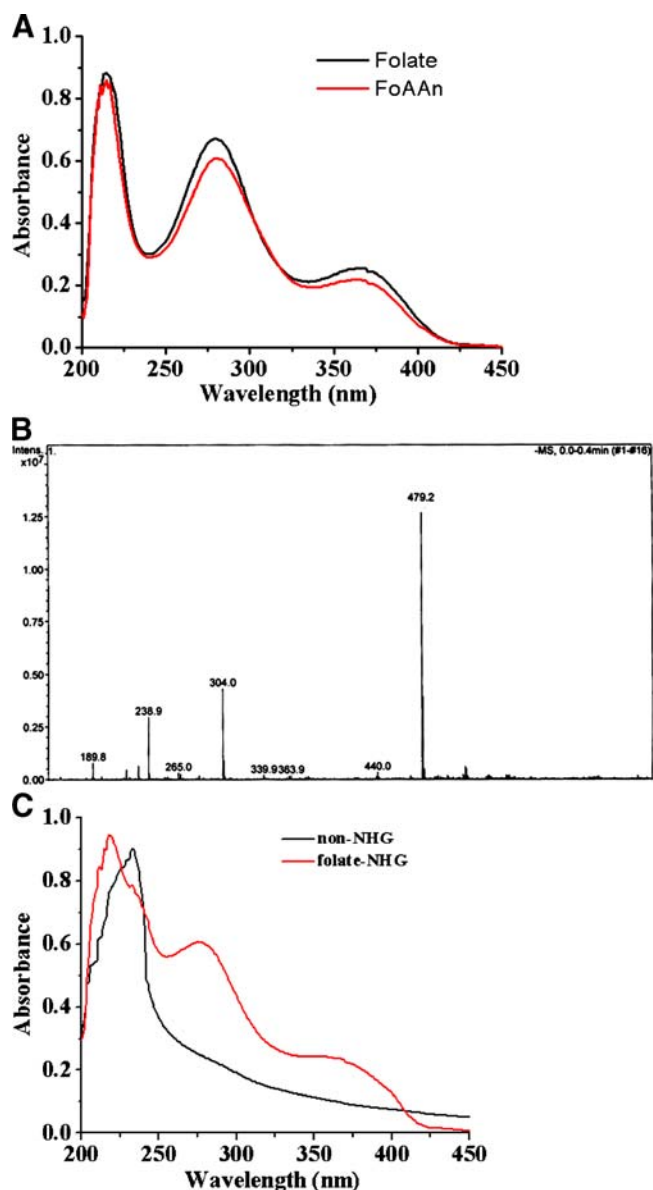 A
Folate
FoAAn
1.0
0.8
0.6
0.4
0.2
0.0
Absorbance
200 250 300 350 400 450
Wavelength (nm)
B
Intens. 1.
x10⁷
-MS, 0.0-0.4min (#1-#16)
1.25
0.75
0.50
0.25
0.00
479.2
304.0
238.9
189.8
265.0
339.9 363.9
440.0
C
non-NHG
folate-NHG
1.0
0.8
0.6
0.4
0.2
0.0
Absorbance
200 250 300 350 400 450
Wavelength (nm)